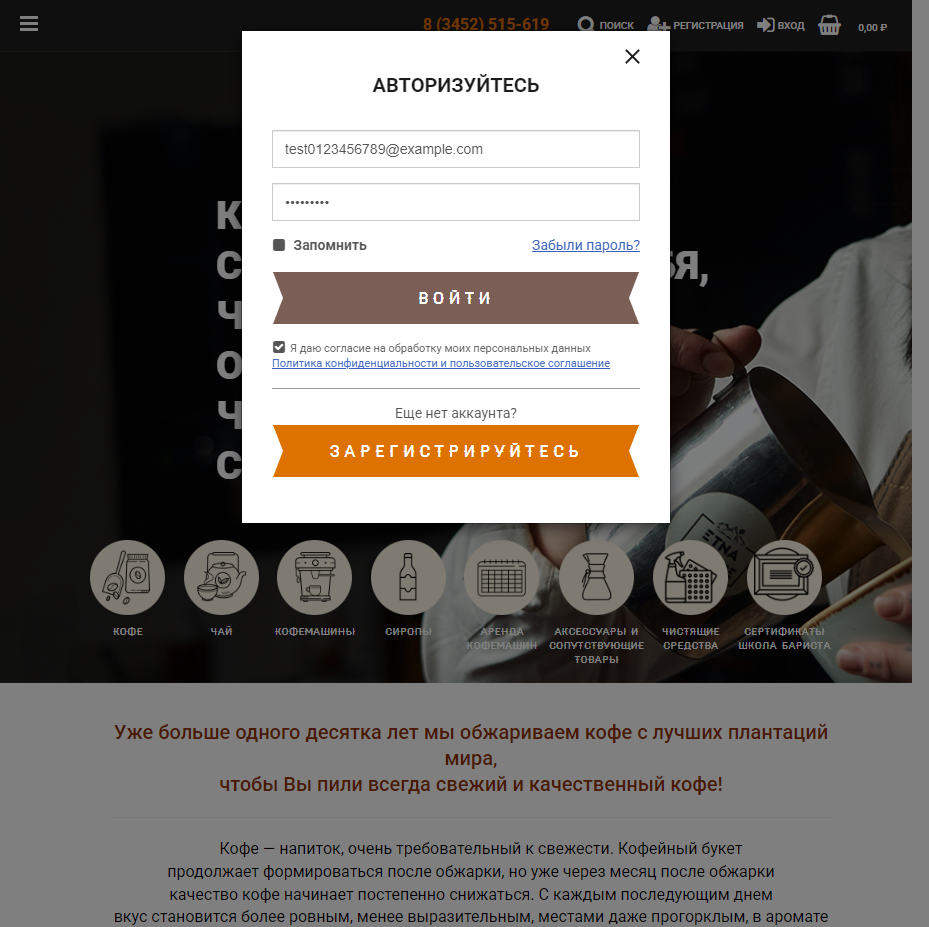 8 (3452) 515-619
ПОИСК
РЕГИСТРАЦИЯ
ВХОД
0,00 ₽
АВТОРИЗУЙТЕСЬ
test0123456789@example.com
•••••••••
Запомнить
Забыли пароль?
ВОЙТИ
Я даю согласие на обработку моих персональных данных
Политика конфиденциальности и пользовательское соглашение
Еще нет аккаунта?
ЗАРЕГИСТРИРУЙТЕСЬ
ETNA
КОФЕ
ЧАЙ
КОФЕМАШИНЫ
СИРОПЫ
АРЕНДА
КОФЕМАШИН
АКСЕССУАРЫ И
СОПУТСТВУЮЩИЕ
ТОВАРЫ
ЧИСТЯЩИЕ
СРЕДСТВА
СЕРТИФИКАТЫ
ШКОЛА БАРИСТА
Уже больше одного десятка лет мы обжариваем кофе с лучших плантаций
мира,
чтобы Вы пили всегда свежий и качественный кофе!
Кофе — напиток, очень требовательный к свежести. Кофейный букет
продолжает формироваться после обжарки, но уже через месяц после обжарки
качество кофе начинает постепенно снижаться. С каждым последующим днем
вкус становится более ровным, менее выразительным, местами даже прогорклым, в аромате